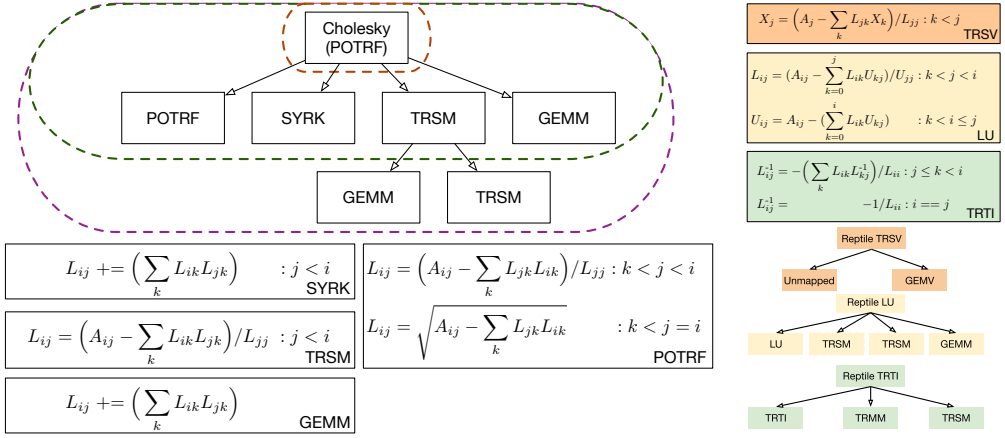 Cholesky
(POTRF)
POTRF
SYRK
TRSM
GEMM
GEMM
TRSM
L_{ij} += (∑_k L_{ik}L_{jk}) : j < i
SYRK
L_{ij} = (A_{ij} − ∑_k L_{ik}L_{jk})/L_{jj} : j < i
TRSM
L_{ij} += (∑_k L_{ik}L_{jk})
GEMM
L_{ij} = (A_{ij} − ∑_k L_{jk}L_{ik})/L_{jj} : k < j < i
L_{ij} = √(A_{ij} − ∑_k L_{jk}L_{ik}) : k < j = i
POTRF
X_j = (A_j − ∑_k L_{jk}X_k)/L_{jj} : k < j
TRSV
L_{ij} = (A_{ij} − ∑_{k=0}^{j} L_{ik}U_{kj})/U_{jj} : k < j < i
U_{ij} = A_{ij} − (∑_{k=0}^{i} L_{ik}U_{kj}) : k < i ≤ j
LU
L_{ij}^{-1} = −(∑_k L_{ik}L_{kj}^{-1})/L_{ii} : j ≤ k < i
L_{ij}^{-1} = −1/L_{ii} : i == j
TRTI
Reptile TRSV
Unmapped
GEMV
Reptile LU
LU
TRSM
TRSM
GEMM
Reptile TRTI
TRTI
TRMM
TRSM